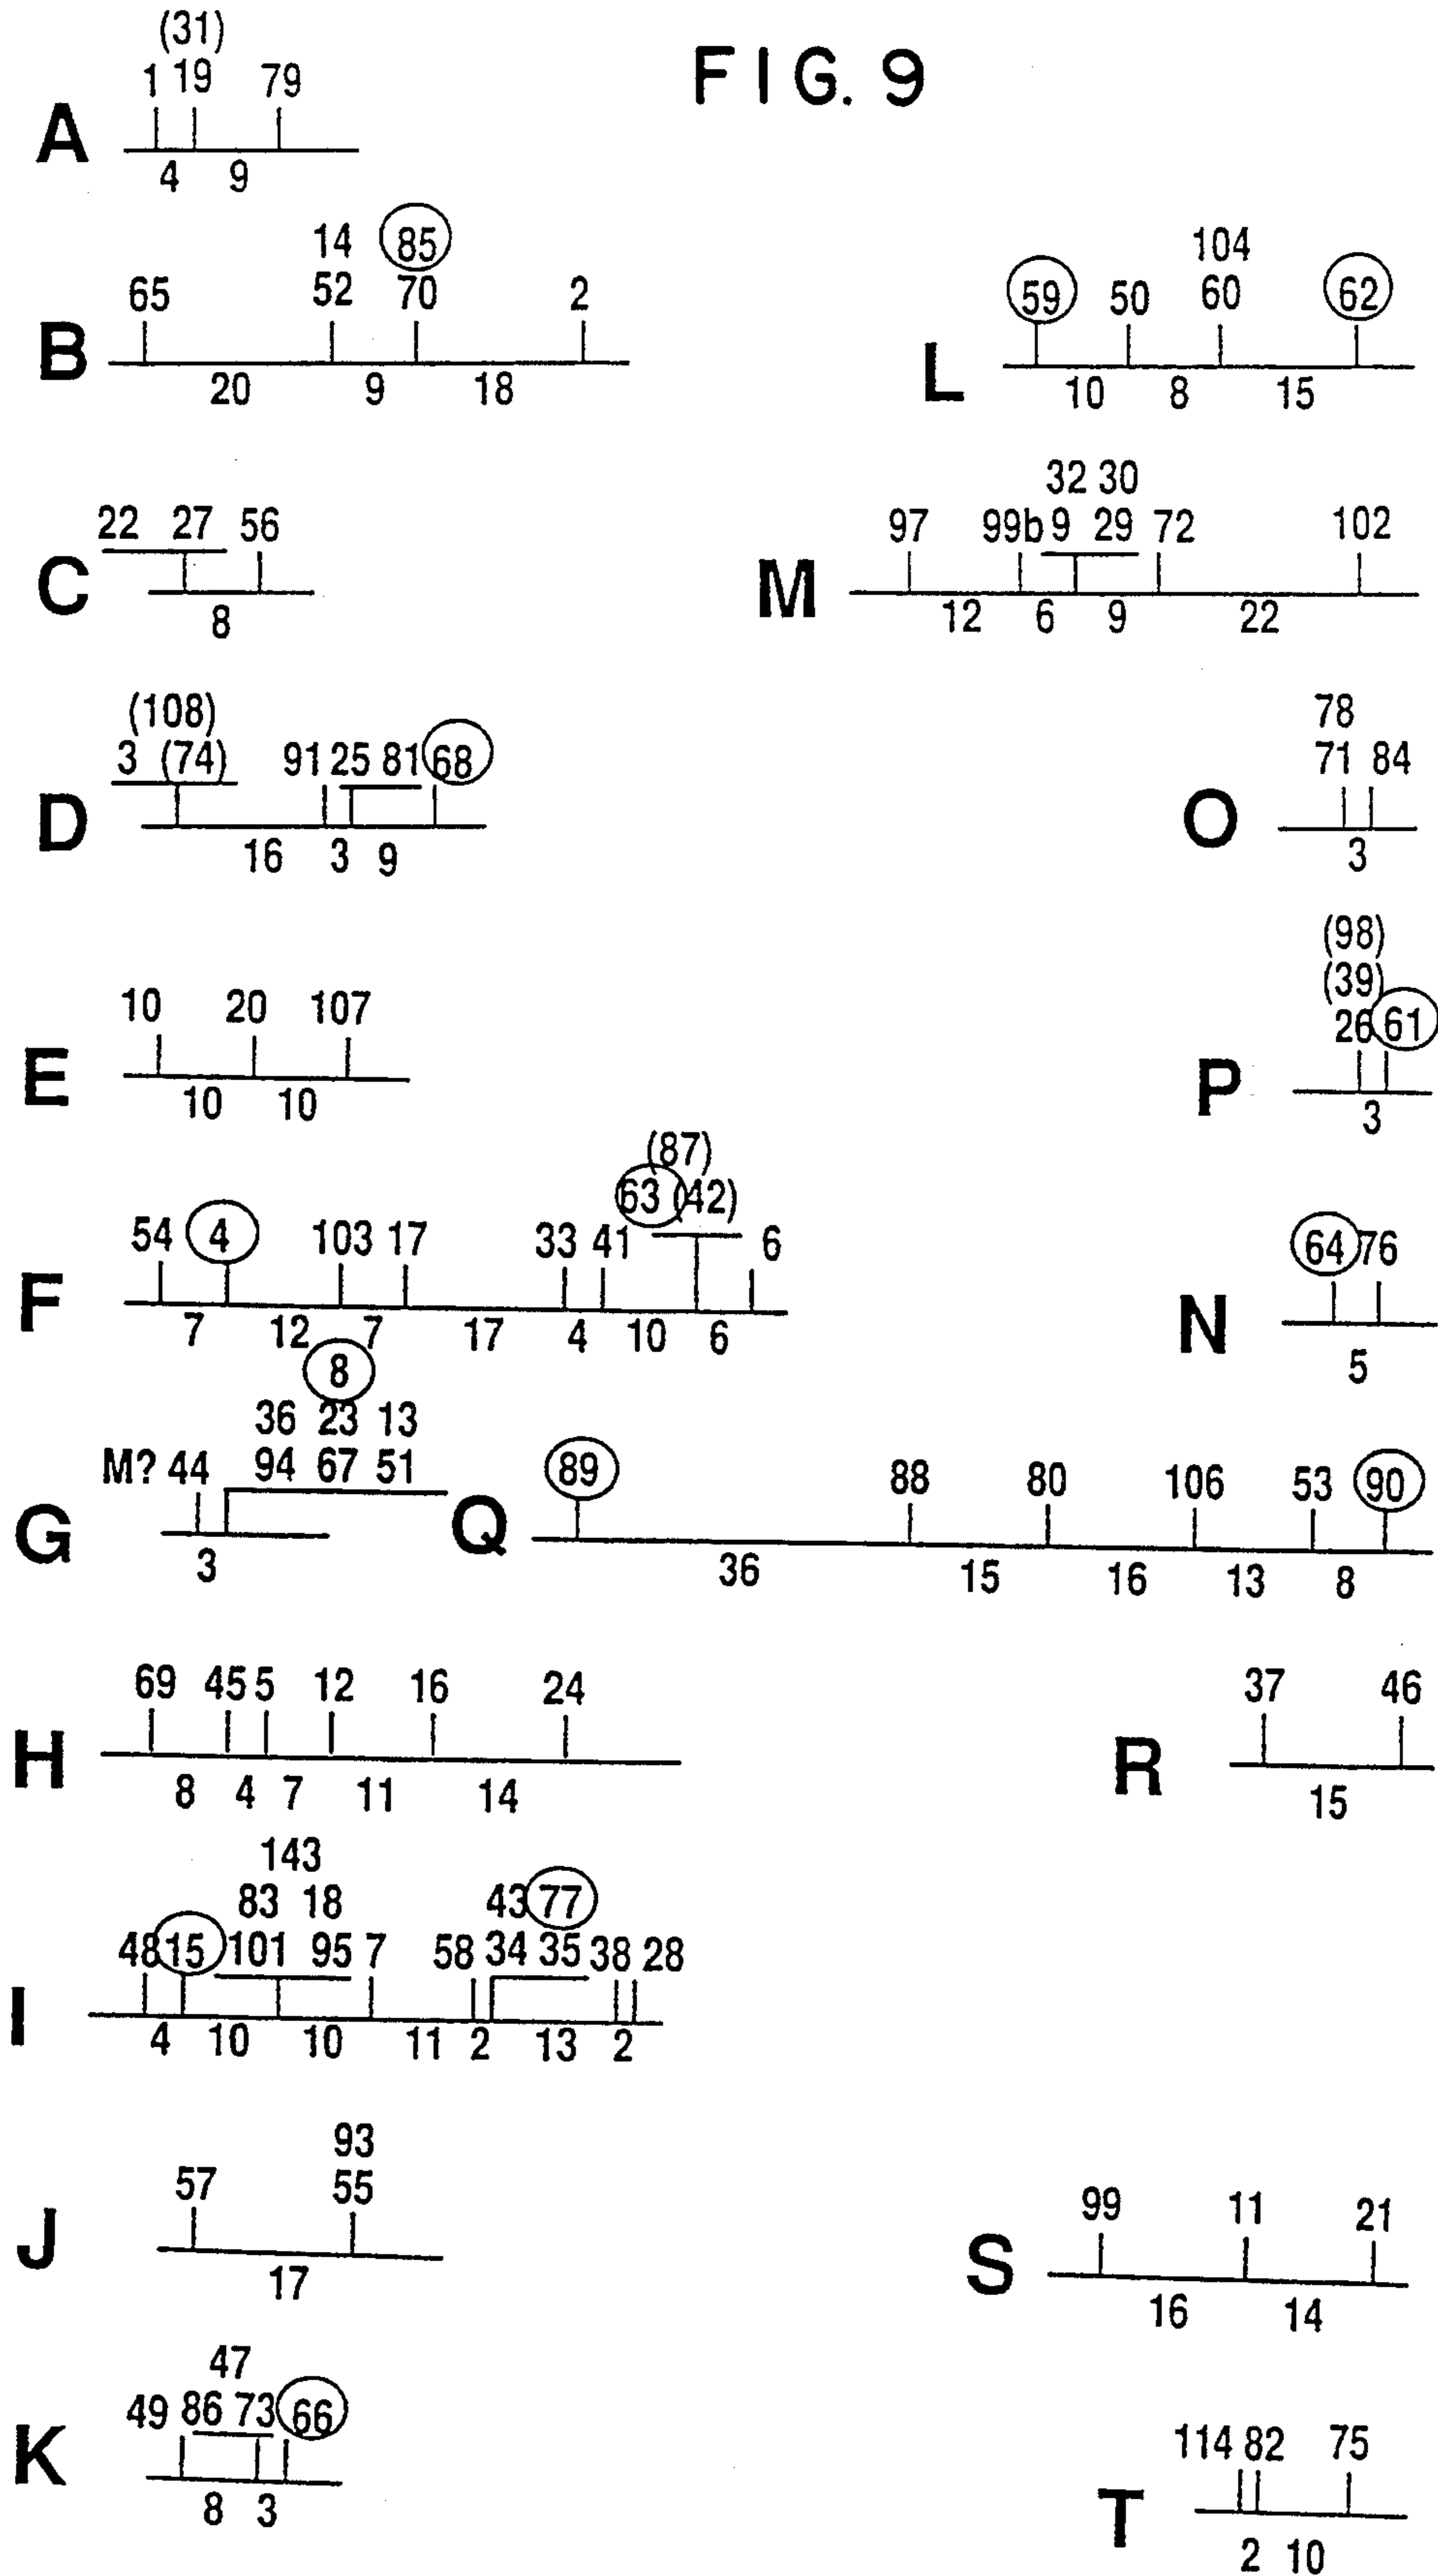 FIG. 9
(31)
1 19 79
A
4 9
14 85
65 52 70 2
B
20 9 18
22 27 56
C
8
(108)
3 (74) 91 25 81 68
D
16 3 9
10 20 107
E
10 10
(87)
63 (42)
54 4 103 17 33 41 6
F
7 12 7 17 4 10 6
8
36 23 13
M? 44 94 67 51
G
3
69 45 5 12 16 24
H
8 4 7 11 14
143
83 18 43 77
48 15 101 95 7 58 34 35 38 28
I
4 10 10 11 2 13 2
93
57 55
J
17
47
49 86 73 66
K
8 3
104
59 50 60 62
L
10 8 15
32 30
97 99b 9 29 72 102
M
12 6 9 22
78
71 84
O
3
(98)
(39)
26 61
P
3
64 76
N
5
89 88 80 106 53 90
Q
36 15 16 13 8
37 46
R
15
99 11 21
S
16 14
114 82 75
T
2 10